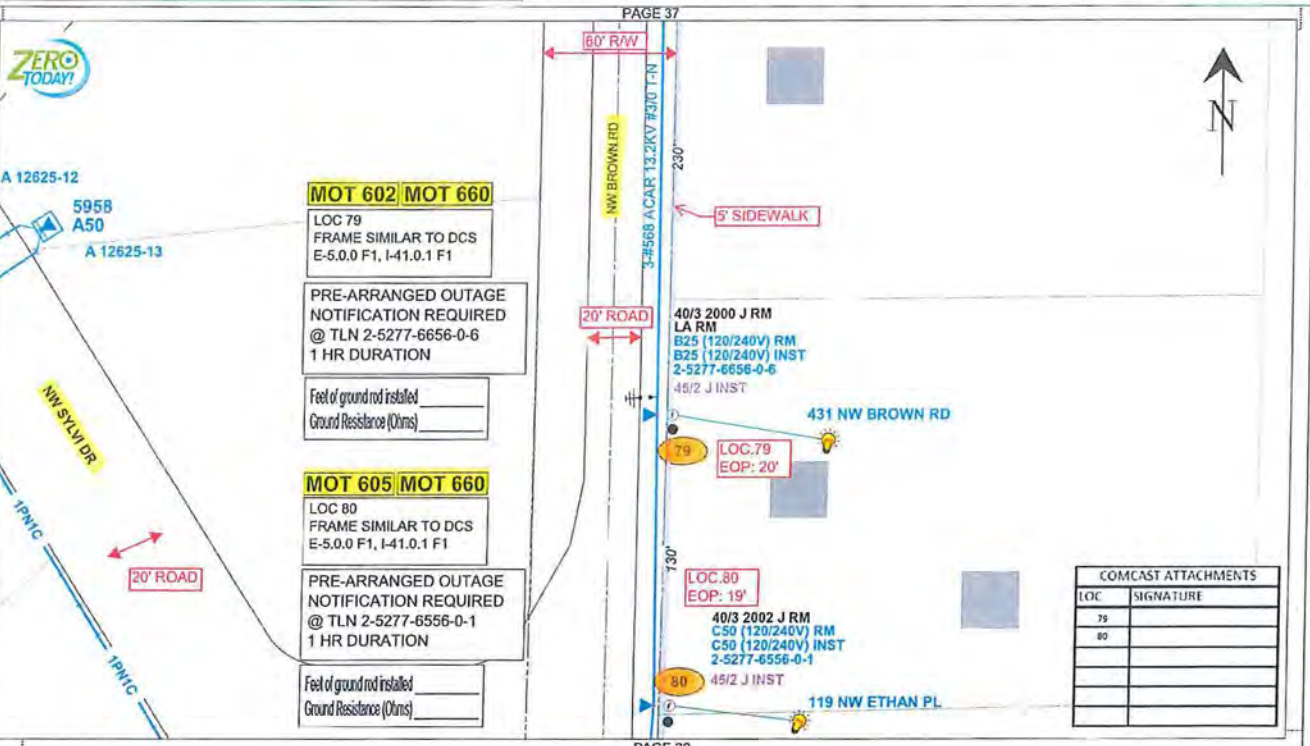 PAGE 37
ZERO
TODAY!
60' R/W
N
A 12625-12
5958
A50
A 12625-13
MOT 602 MOT 660
LOC 79
FRAME SIMILAR TO DCS
E-5.0.0 F1, I-41.0.1 F1
PRE-ARRANGED OUTAGE
NOTIFICATION REQUIRED
@ TLN 2-5277-6656-0-6
1 HR DURATION
Feet of ground rod installed
Ground Resistance (Ohms)
NW BROWN RD
3-#568 ACAR 13.2KV #3/0 T-N
230'
5' SIDEWALK
20' ROAD
40/3 2000 J RM
LA RM
B25 (120/240V) RM
B25 (120/240V) INST
2-5277-6656-0-6
45/2 J INST
431 NW BROWN RD
79
LOC.79
EOP: 20'
NW SYLVI DR
1PN1C
20' ROAD
1PN1C
MOT 605 MOT 660
LOC 80
FRAME SIMILAR TO DCS
E-5.0.0 F1, I-41.0.1 F1
PRE-ARRANGED OUTAGE
NOTIFICATION REQUIRED
@ TLN 2-5277-6556-0-1
1 HR DURATION
Feet of ground rod installed
Ground Resistance (Ohms)
130'
LOC.80
EOP: 19'
40/3 2002 J RM
C50 (120/240V) RM
C50 (120/240V) INST
2-5277-6556-0-1
45/2 J INST
80
119 NW ETHAN PL
COMCAST ATTACHMENTS
LOC SIGNATURE
79
80